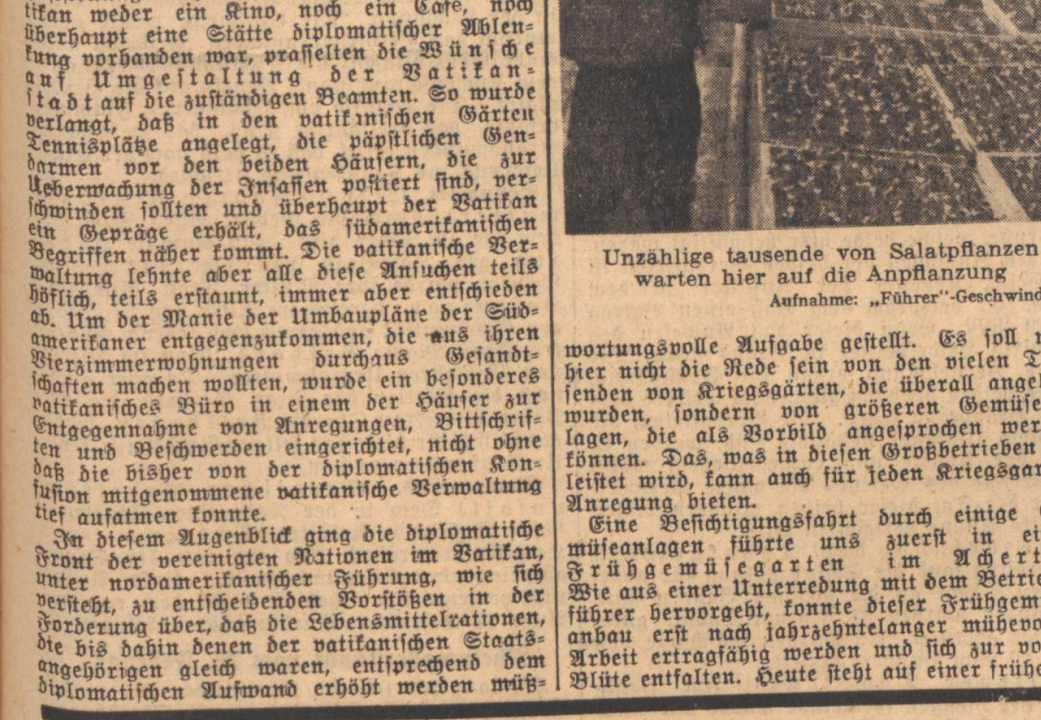 tikan weder ein Kino, noch ein Café, noch
überhaupt eine Stätte diplomatischer Ablen-
kung vorhanden war, prasselten die Wünsche
auf Umgestaltung der Vatikan-
stadt auf die zuständigen Beamten. So wurde
verlangt, daß in den vatikanischen Gärten
Tennisplätze angelegt, die päpstlichen Gen-
darmen vor den beiden Häusern, die zur
Ueberwachung der Insassen postiert sind, ver-
schwinden sollten und überhaupt der Vatikan
ein Gepräge erhält, das südamerikanischen
Begriffen näher kommt. Die vatikanische Ver-
waltung lehnte aber alle diese Ansuchen teils
höflich, teils erstaunt, immer aber entschieden
ab. Um der Manie der Umbaupläne der Süd-
amerikaner entgegenzukommen, die aus ihren
Vierzimmerwohnungen durchaus Gesandt-
schaften machen wollten, wurde ein besonderes
vatikanisches Büro in einem der Häuser zur
Entgegennahme von Anregungen, Bittschrif-
ten und Beschwerden eingerichtet, nicht ohne
daß die bisher von der diplomatischen Kon-
fusion mitgenommene vatikanische Verwaltung
tief aufatmen konnte.
In diesem Augenblick ging die diplomatische
Front der vereinigten Nationen im Vatikan,
unter nordamerikanischer Führung, wie sich
versteht, zu entscheidenden Vorstößen in der
Forderung über, daß die Lebensmittelrationen,
die bis dahin denen der vatikanischen Staats-
angehörigen gleich waren, entsprechend dem
diplomatischen Aufwand erhöht werden müß-
Unzählige tausende von Salatpflanzen
warten hier auf die Anpflanzung
Aufnahme: „Führer"-Geschwind
wortungsvolle Aufgabe gestellt. Es soll
hier nicht die Rede sein von den vielen T
senden von Kriegsgärten, die überall angel
wurden, sondern von größeren Gemüse
lagen, die als Vorbild angesprochen wer
können. Das, was in diesen Großbetrieben
leistet wird, kann auch für jeden Kriegsgar
Anregung bieten.
Eine Besichtigungsfahrt durch einige
müseanlagen führte uns zuerst in ei
Frühgemüsegarten im Achert
Wie aus einer Unterredung mit dem Betrie
führer hervorgeht, konnte dieser Frühgem
anbau erst nach jahrzehntelanger mühevo
Arbeit ertragfähig werden und sich zur vo
Blüte entfalten. Heute steht auf einer frühe